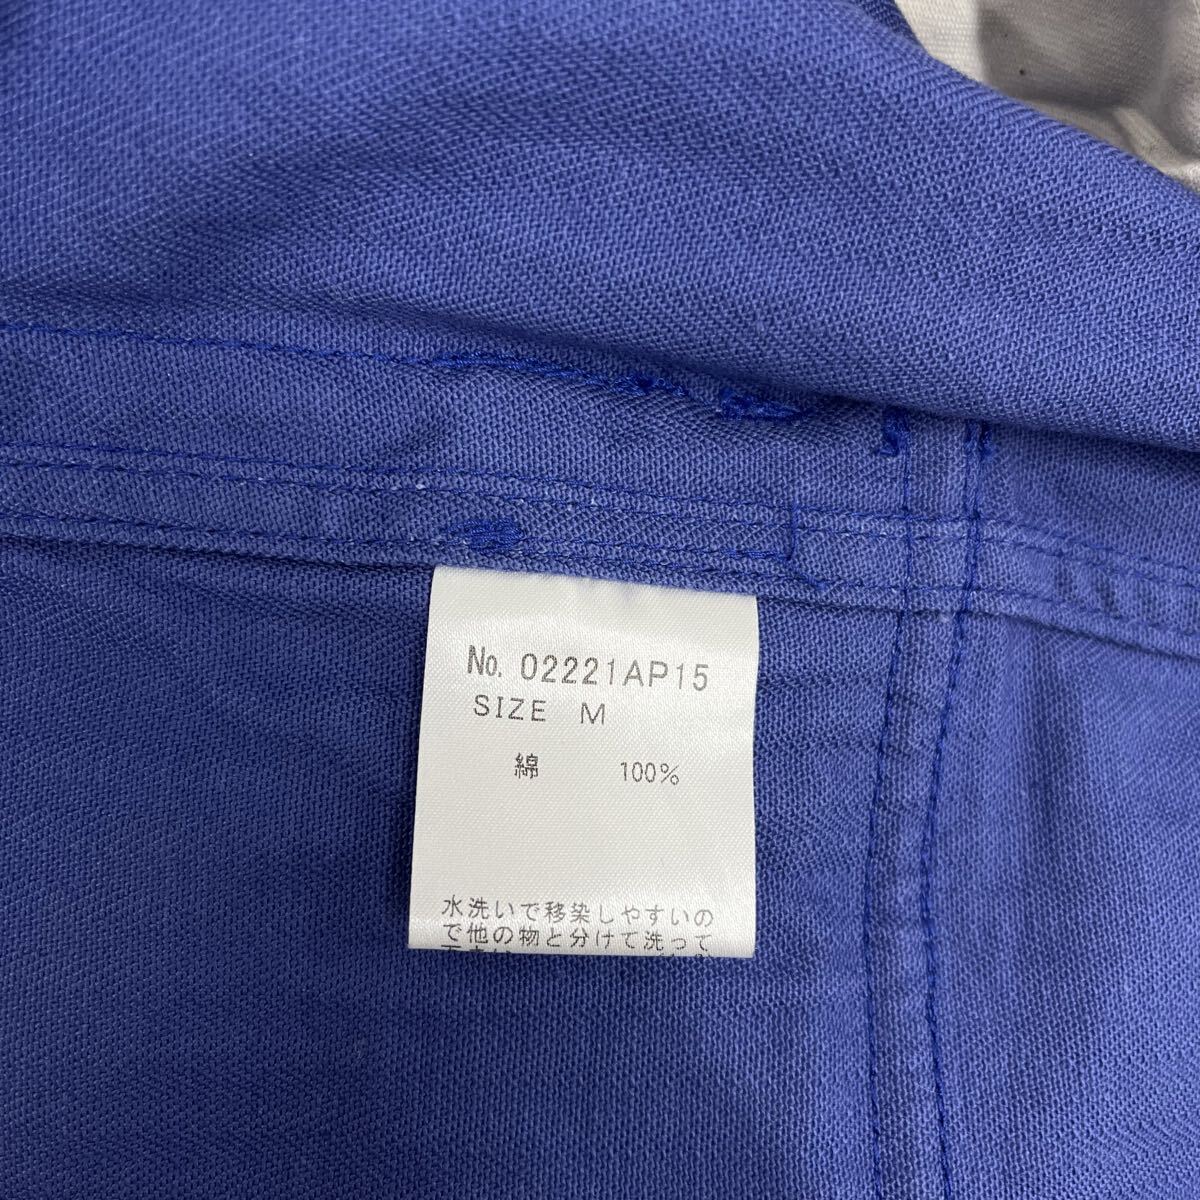 No. 02221AP15
SIZE M
綿 100%
水洗いで移染しやすいの
で他の物と分けて洗って